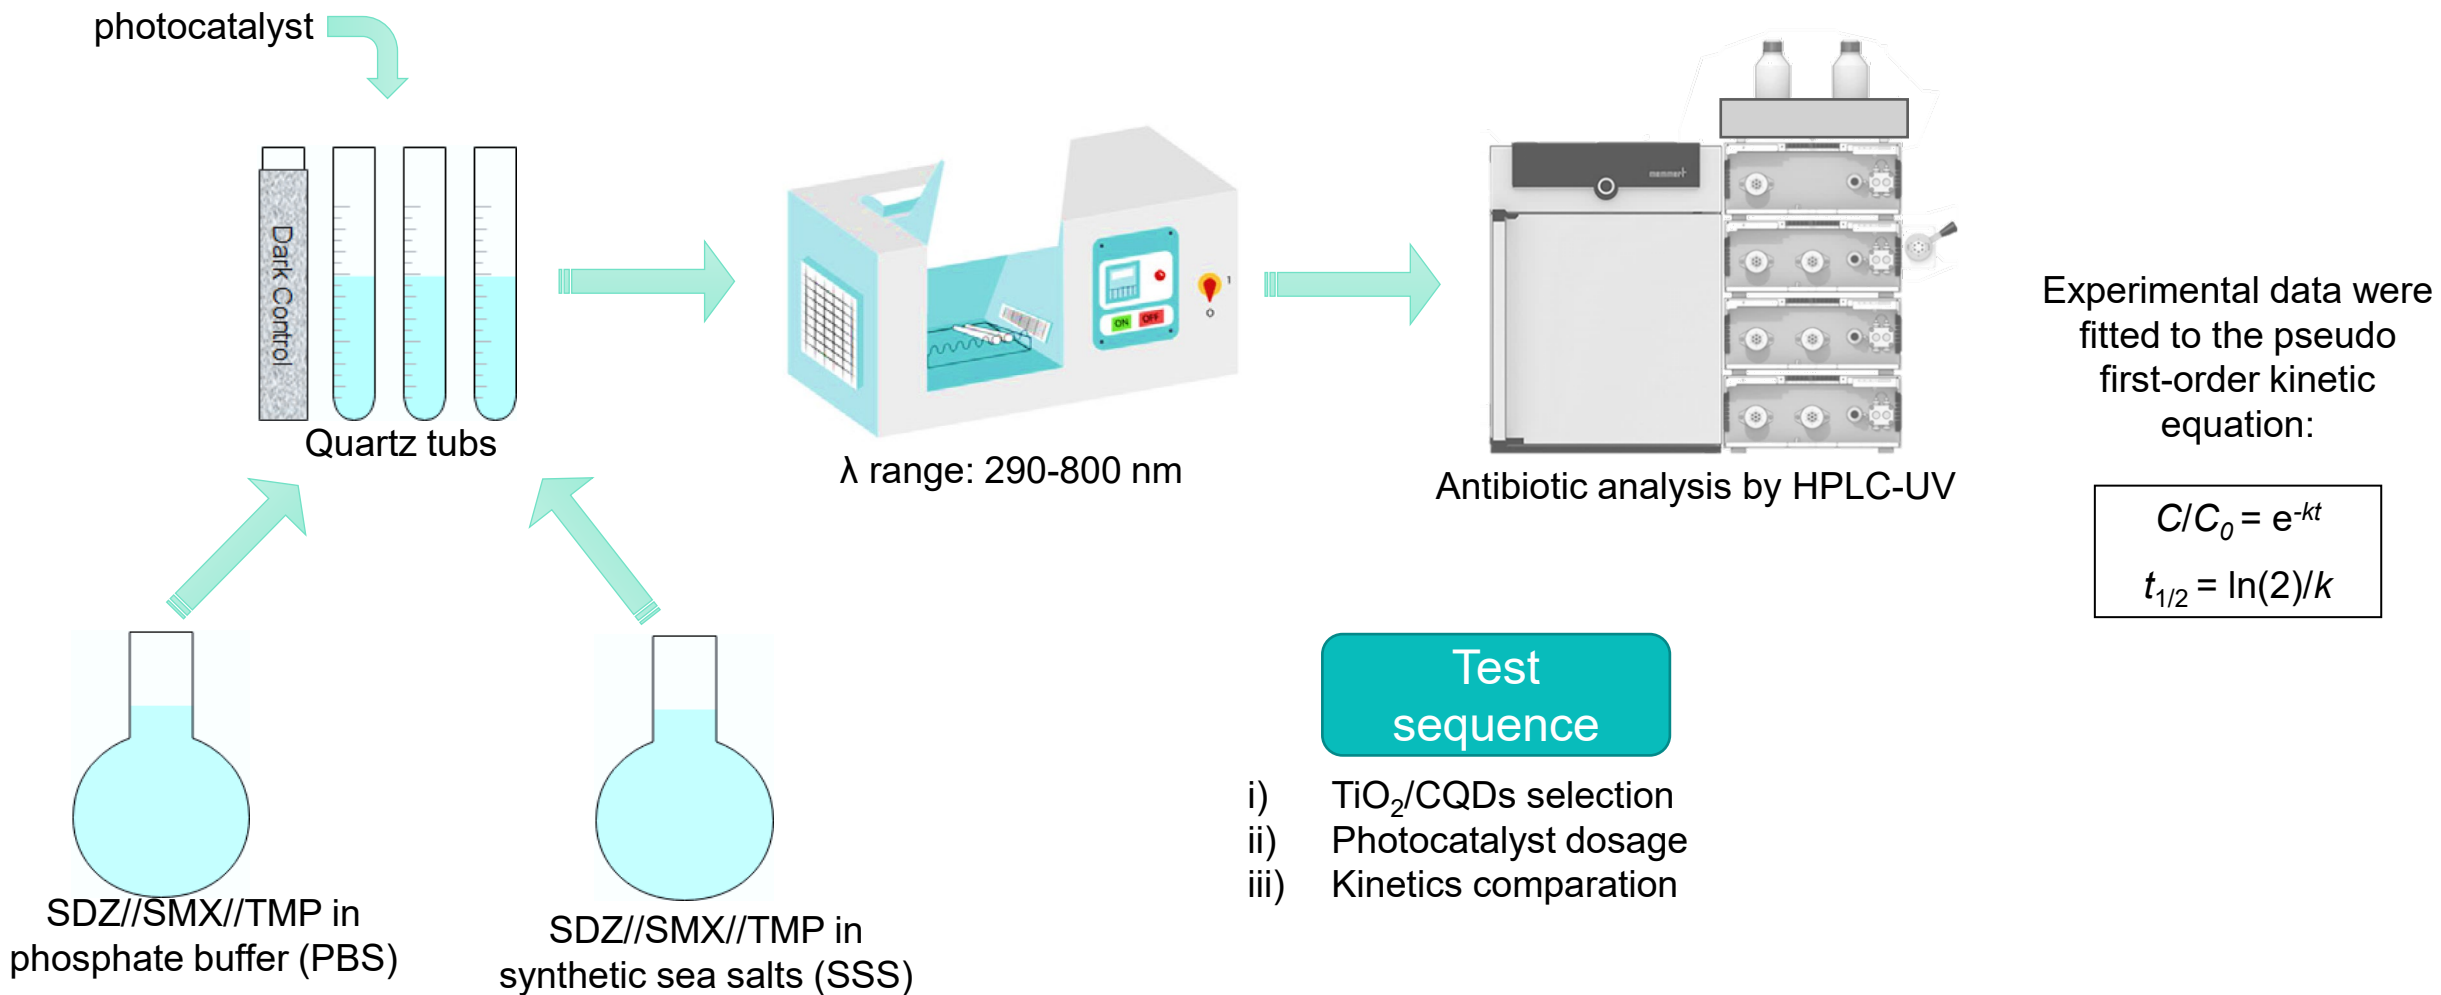 photocatalyst
Dark Control
Quartz tubs
ON
OFF
1
0
λ range: 290-800 nm
memmert
Antibiotic analysis by HPLC-UV
Experimental data were
fitted to the pseudo
first-order kinetic
equation:
C/C₀ = e^-kt
t₁/₂ = ln(2)/k
SDZ//SMX//TMP in
phosphate buffer (PBS)
SDZ//SMX//TMP in
synthetic sea salts (SSS)
Test
sequence
i) TiO₂/CQDs selection
ii) Photocatalyst dosage
iii) Kinetics comparation